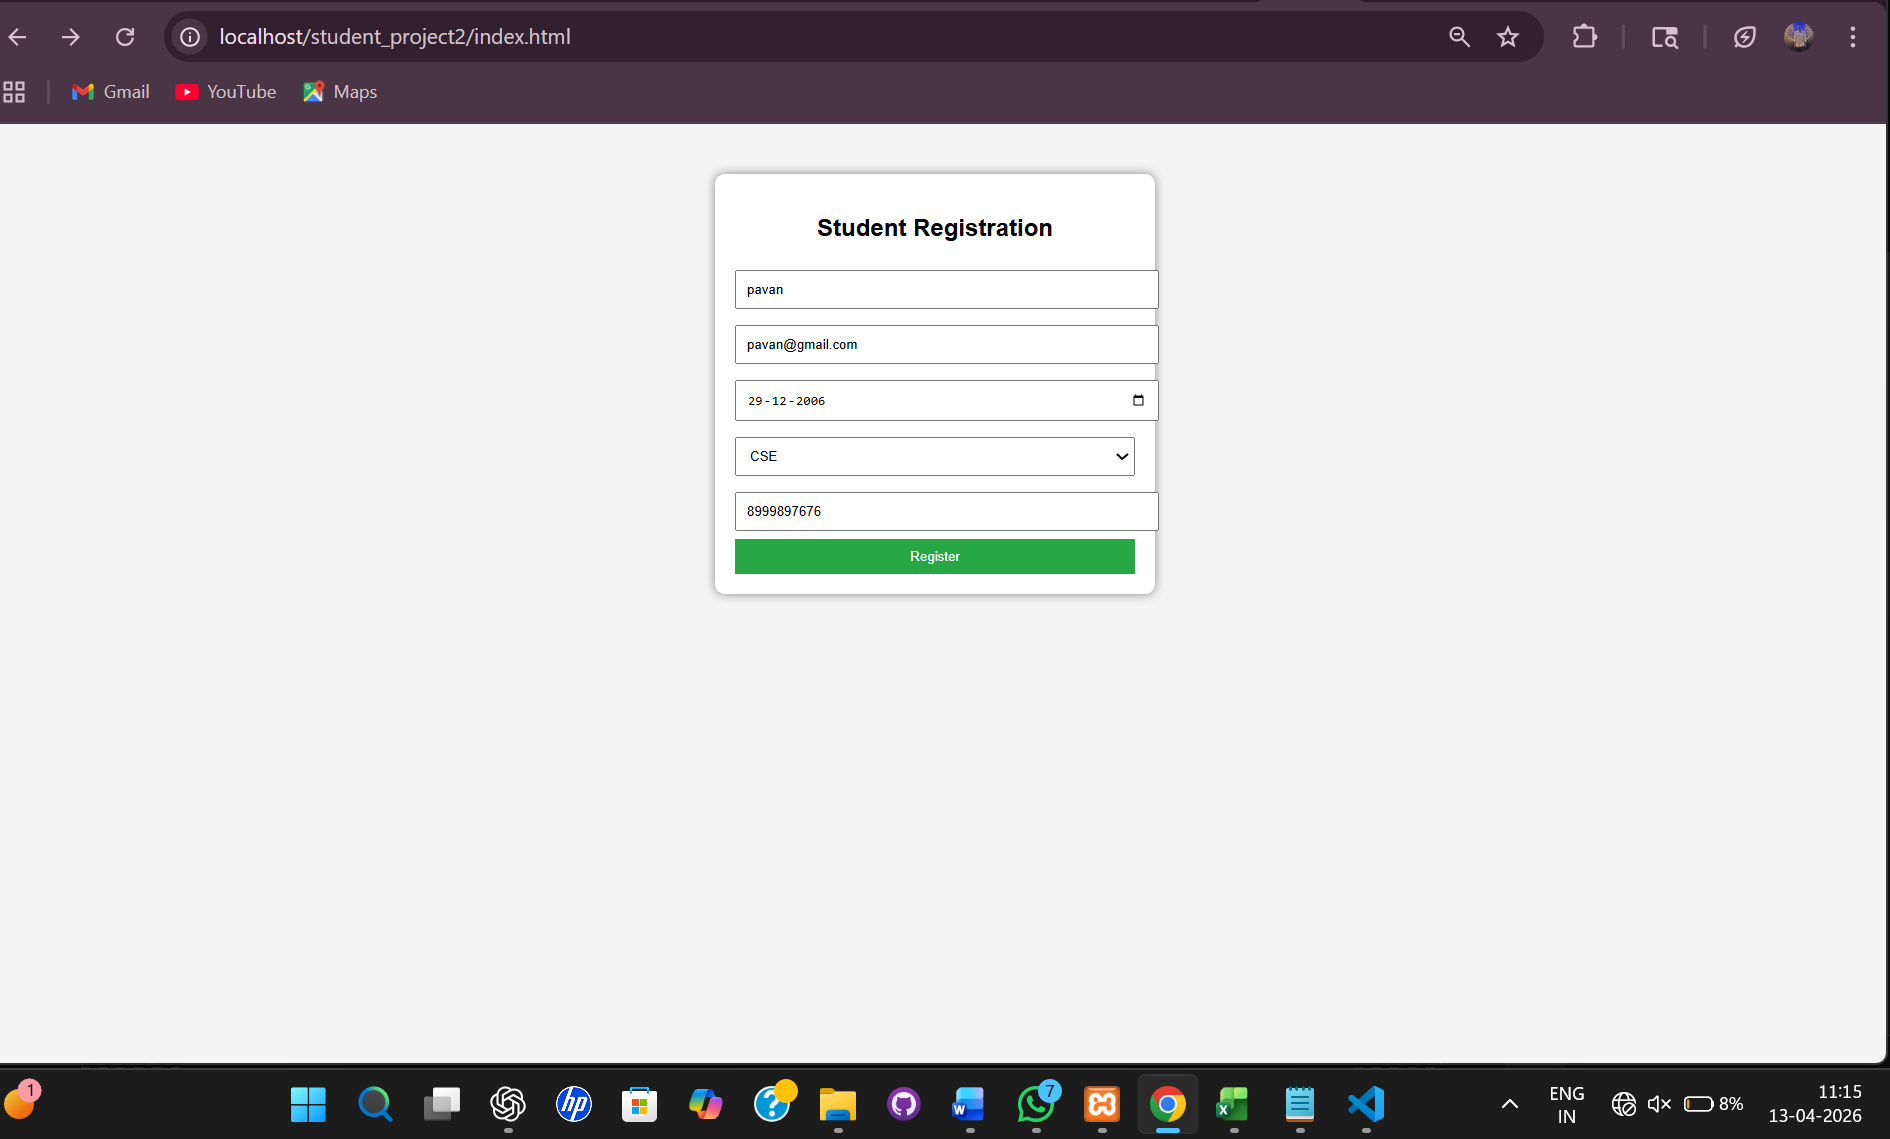 localhost/student_project2/index.html
Gmail
YouTube
Maps
Student Registration
pavan
pavan@gmail.com
29-12-2006
CSE
8999897676
Register
1
hp
?
W
7
X
ENG
IN
8%
11:15
13-04-2026